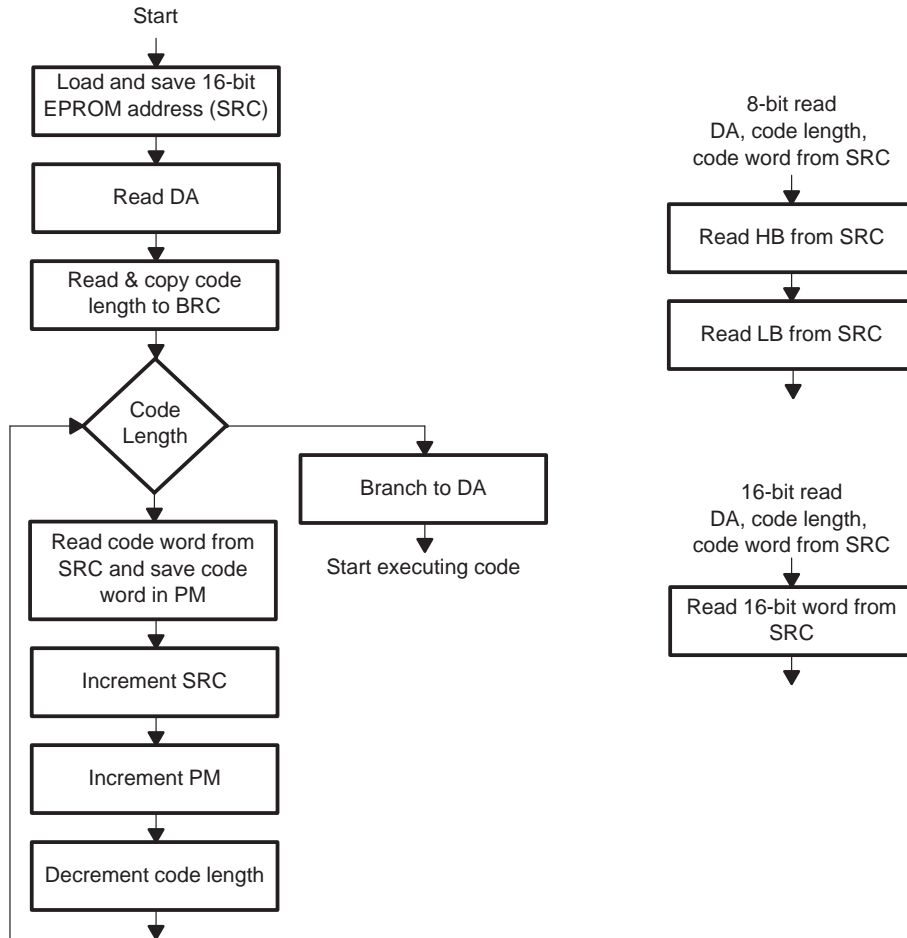 Start
Load and save 16-bit
EPROM address (SRC)
Read DA
Read & copy code
length to BRC
Code
Length
Branch to DA
Start executing code
Read code word from
SRC and save code
word in PM
Increment SRC
Increment PM
Decrement code length
8-bit read
DA, code length,
code word from SRC
Read HB from SRC
Read LB from SRC
16-bit read
DA, code length,
code word from SRC
Read 16-bit word from
SRC